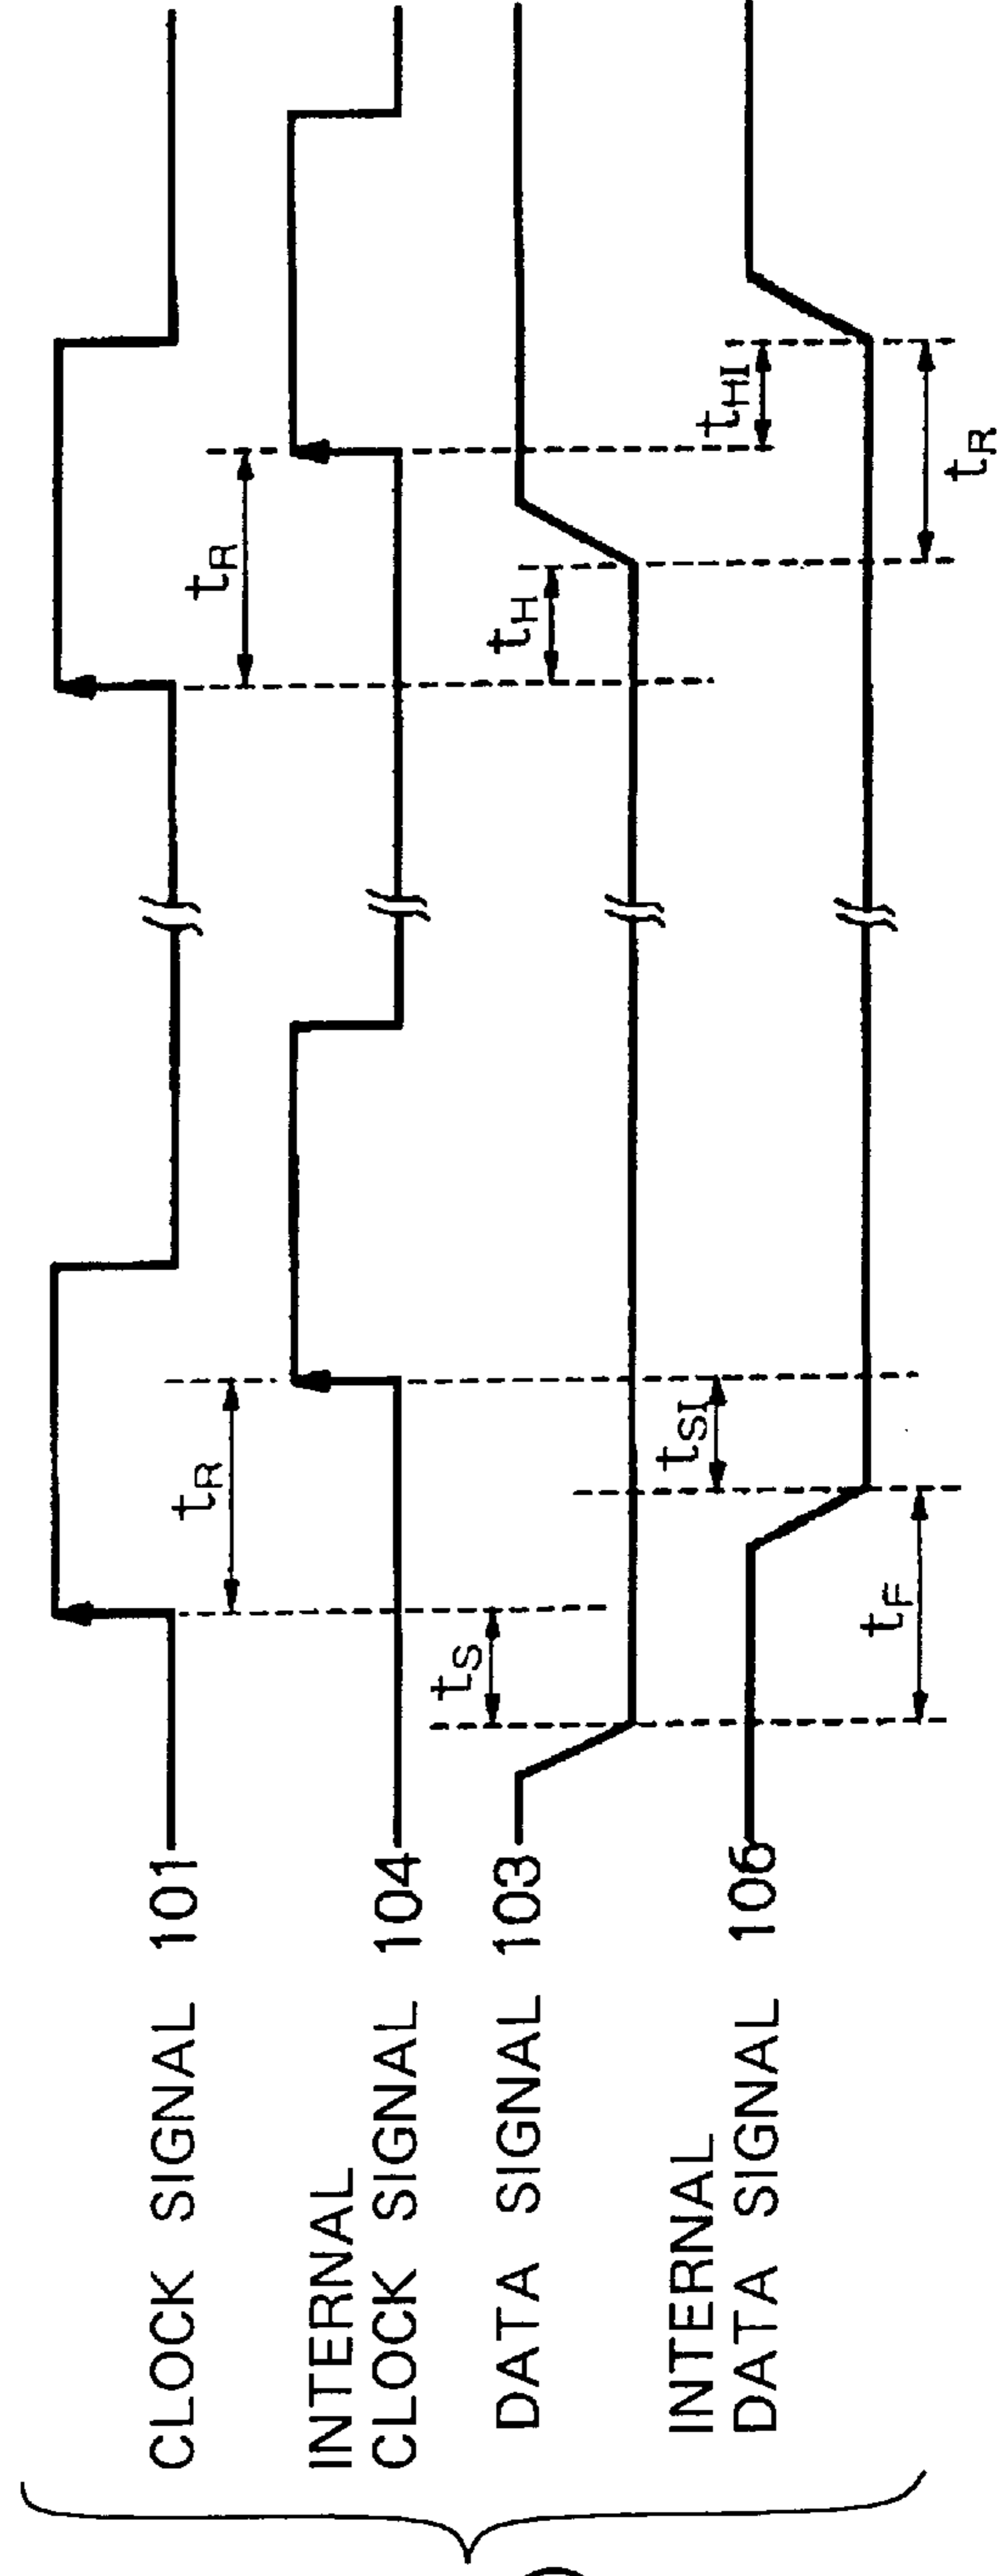 CLOCK SIGNAL 101
tR
tR
INTERNAL
CLOCK SIGNAL 104
DATA SIGNAL 103
tS
tH
INTERNAL
DATA SIGNAL 106
tSI
tHI
tF
tR